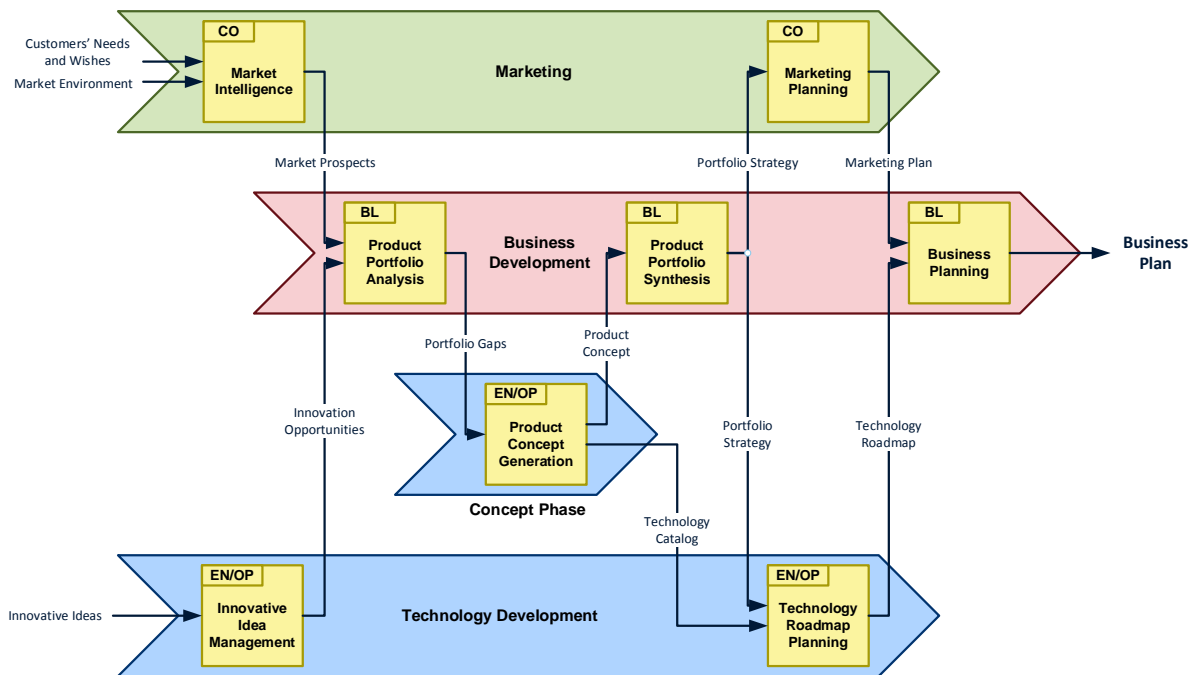 CO
Market
Intelligence
Customers' Needs
and Wishes
Market Environment
Marketing
CO
Marketing
Planning
Market Prospects
Portfolio Strategy
Marketing Plan
BL
Product
Portfolio
Analysis
Business
Development
BL
Product
Portfolio
Synthesis
BL
Business
Planning
Business
Plan
Portfolio Gaps
Product
Concept
Innovation
Opportunities
EN/OP
Product
Concept
Generation
Concept Phase
Portfolio
Strategy
Technology
Roadmap
Technology
Catalog
Innovative Ideas
EN/OP
Innovative
Idea
Management
Technology Development
EN/OP
Technology
Roadmap
Planning